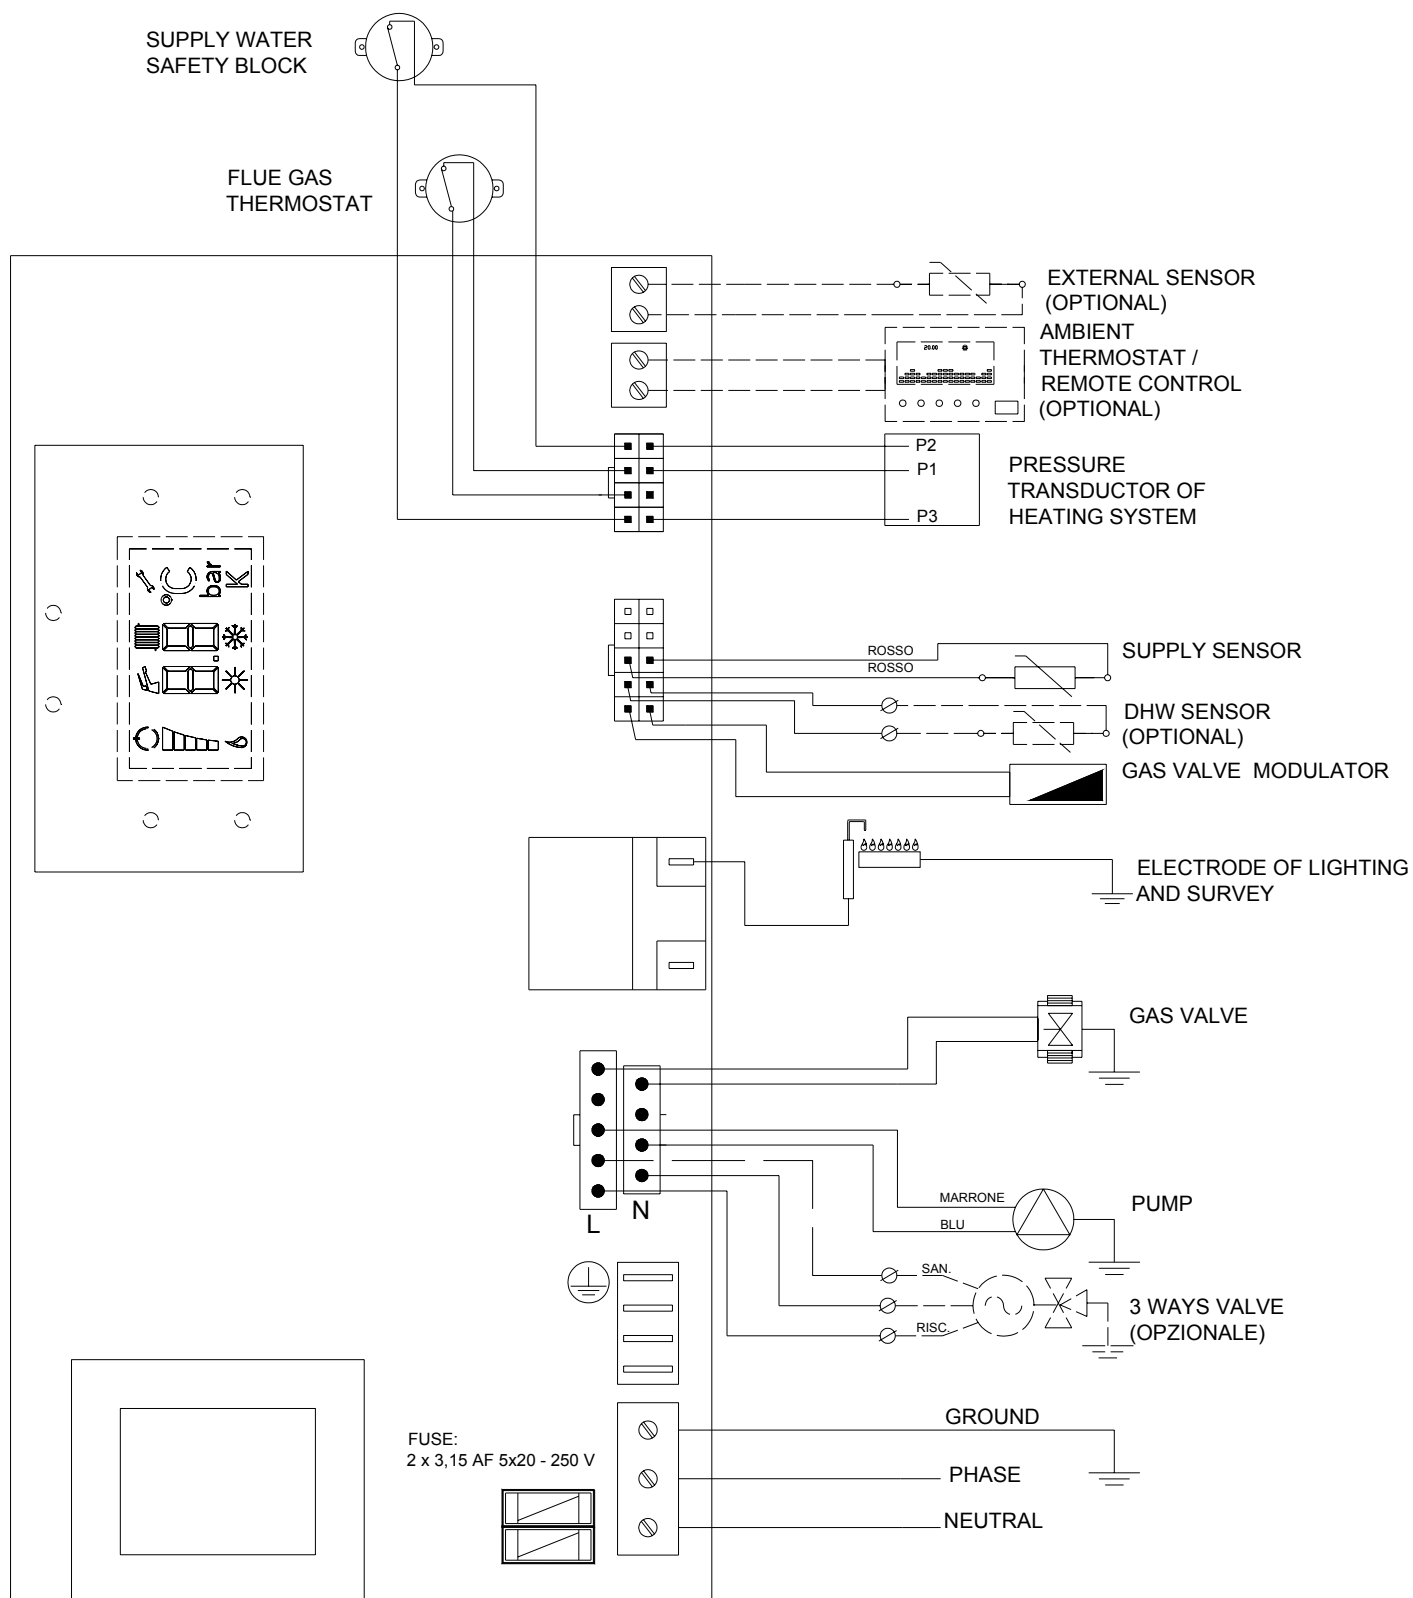 SUPPLY WATER
SAFETY BLOCK
FLUE GAS
THERMOSTAT
EXTERNAL SENSOR
(OPTIONAL)
20.00
AMBIENT
THERMOSTAT /
REMOTE CONTROL
(OPTIONAL)
P2
P1
P3
PRESSURE
TRANSDUCTOR OF
HEATING SYSTEM
°C
bar
K
ROSSO
ROSSO
SUPPLY SENSOR
DHW SENSOR
(OPTIONAL)
GAS VALVE MODULATOR
ELECTRODE OF LIGHTING
AND SURVEY
GAS VALVE
L
N
MARRONE
BLU
PUMP
SAN.
RISC.
3 WAYS VALVE
(OPZIONALE)
GROUND
FUSE:
2 x 3,15 AF 5x20 - 250 V
PHASE
NEUTRAL